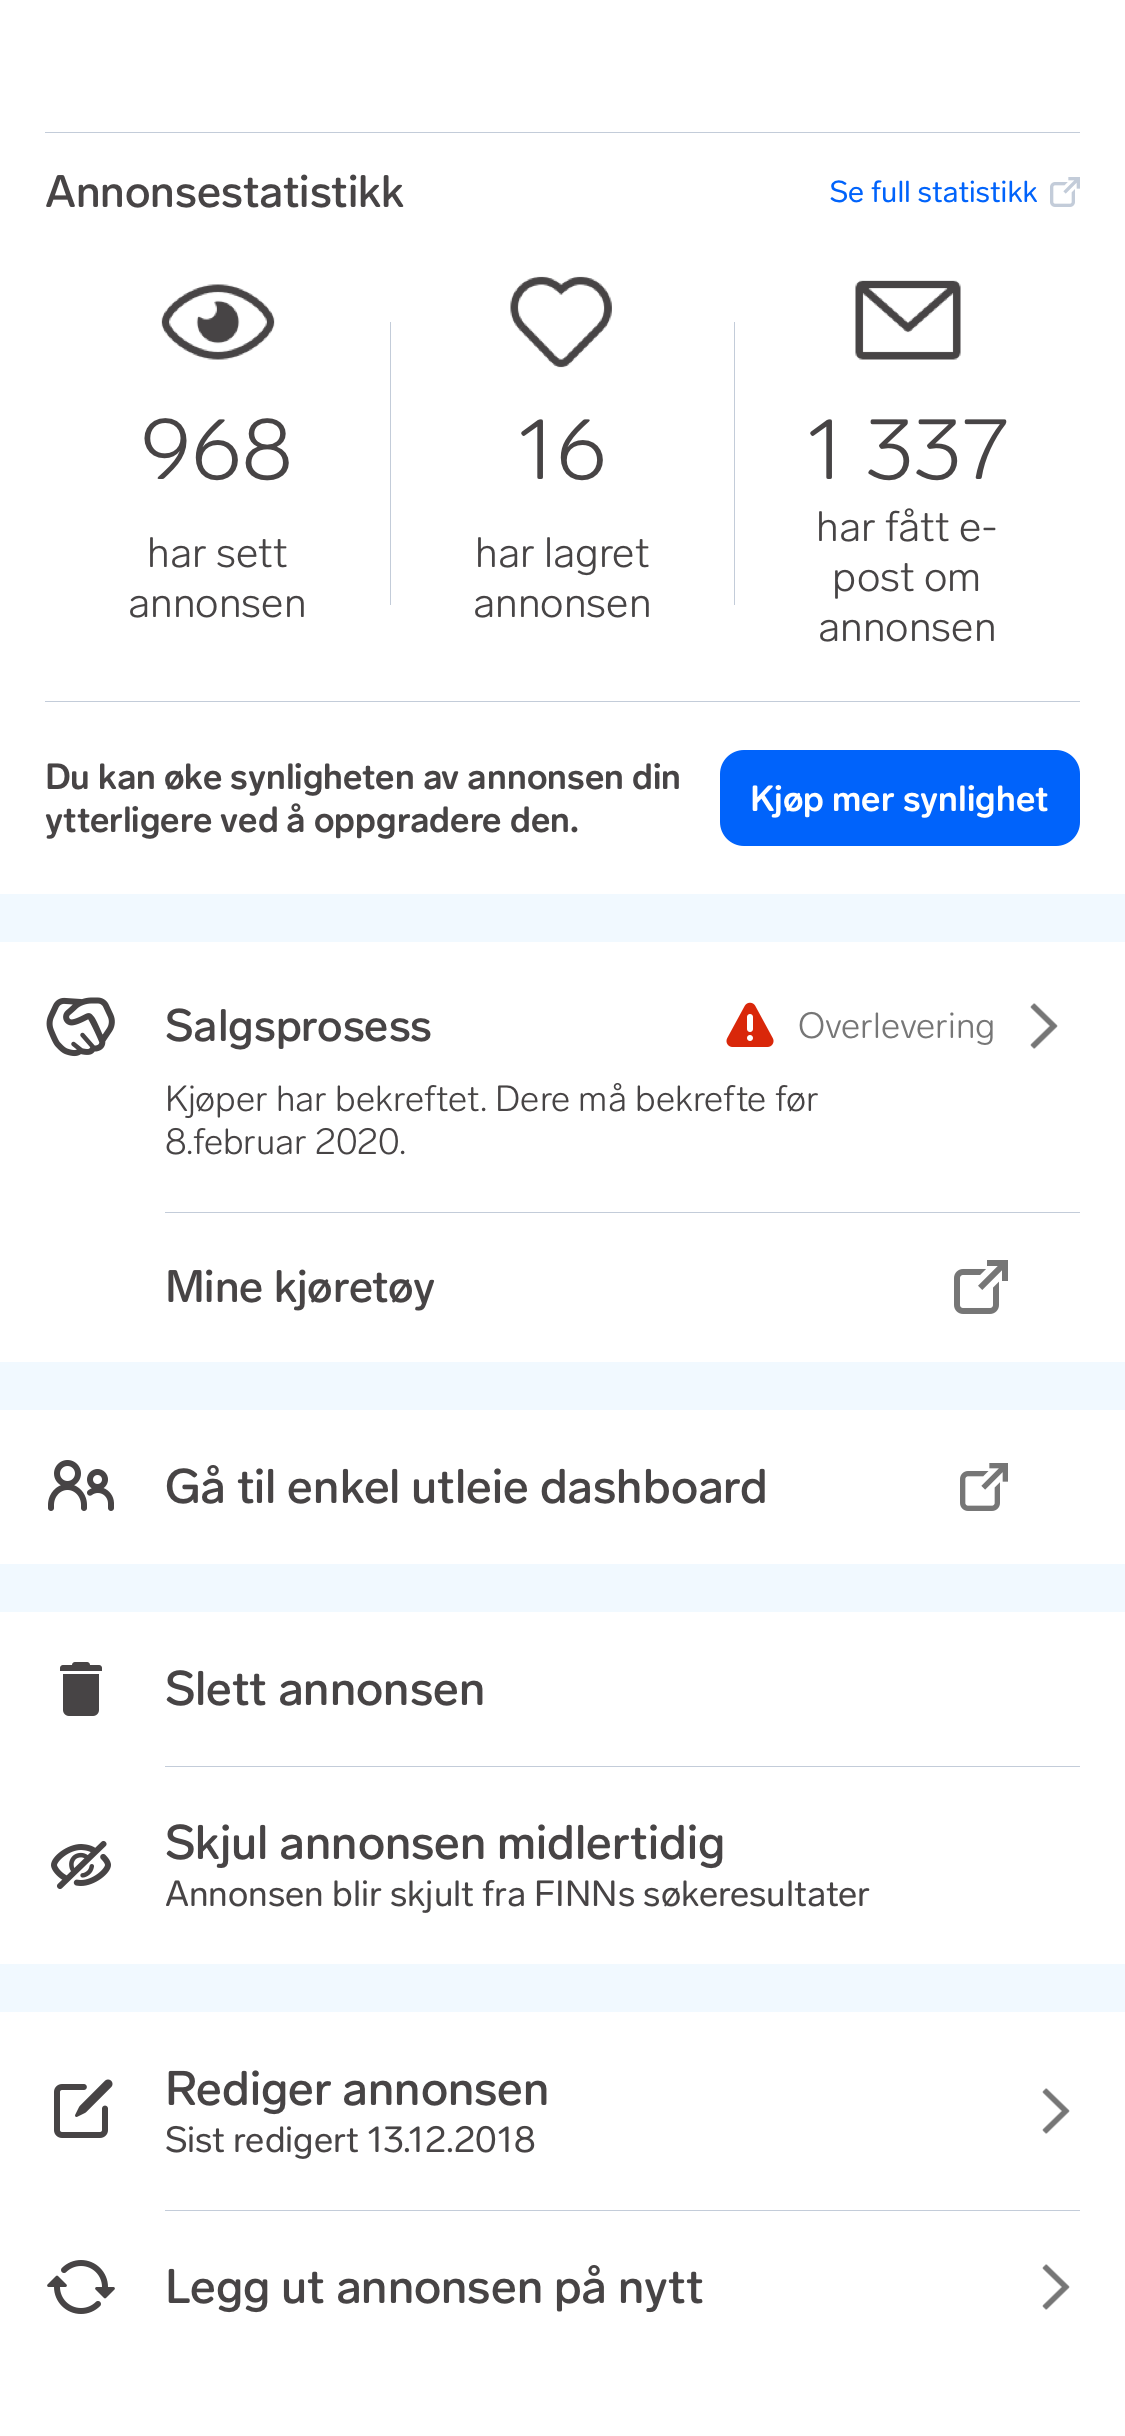 Annonsestatistikk
Se full statistikk
968
har sett
annonsen
16
har lagret
annonsen
1 337
har fått e-
post om
annonsen
Du kan øke synligheten av annonsen din
ytterligere ved å oppgradere den.
Kjøp mer synlighet
Salgsprosess
Overlevering
Kjøper har bekreftet. Dere må bekrefte før
8.februar 2020.
Mine kjøretøy
Gå til enkel utleie dashboard
Slett annonsen
Skjul annonsen midlertidig
Annonsen blir skjult fra FINNs søkeresultater
Rediger annonsen
Sist redigert 13.12.2018
Legg ut annonsen på nytt